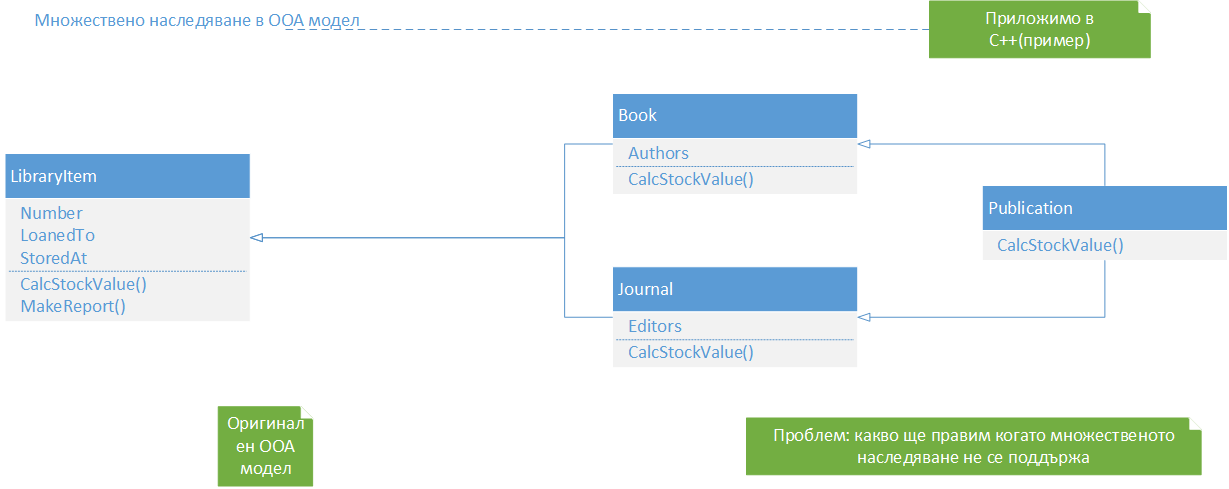 Множествено наследяване в ООА модел
Приложимо в
C++(пример)
LibraryItem
Number
LoanedTo
StoredAt
CalcStockValue()
MakeReport()
Book
Authors
CalcStockValue()
Journal
Editors
CalcStockValue()
Publication
CalcStockValue()
Оригинал
ен ООА
модел
Проблем: какво ще правим когато множественото
наследяване не се поддържа